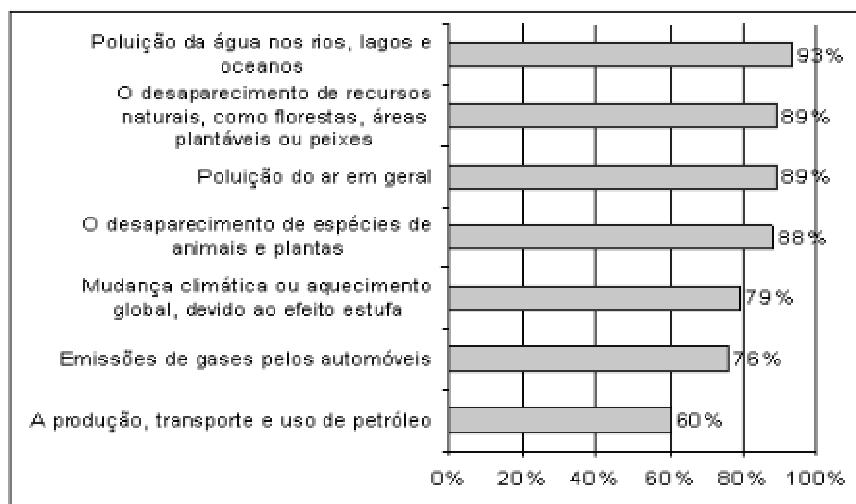 Poluição da água nos rios, lagos e
oceanos
93%
O desaparecimento de recursos
naturais, como florestas, áreas
plantáveis ou peixes
89%
Poluição do ar em geral
89%
O desaparecimento de espécies de
animais e plantas
88%
Mudança climática ou aquecimento
global, devido ao efeito estufa
79%
Emissões de gases pelos automóveis
76%
A produção, transporte e uso de petróleo
60%
0% 20% 40% 60% 80% 100%